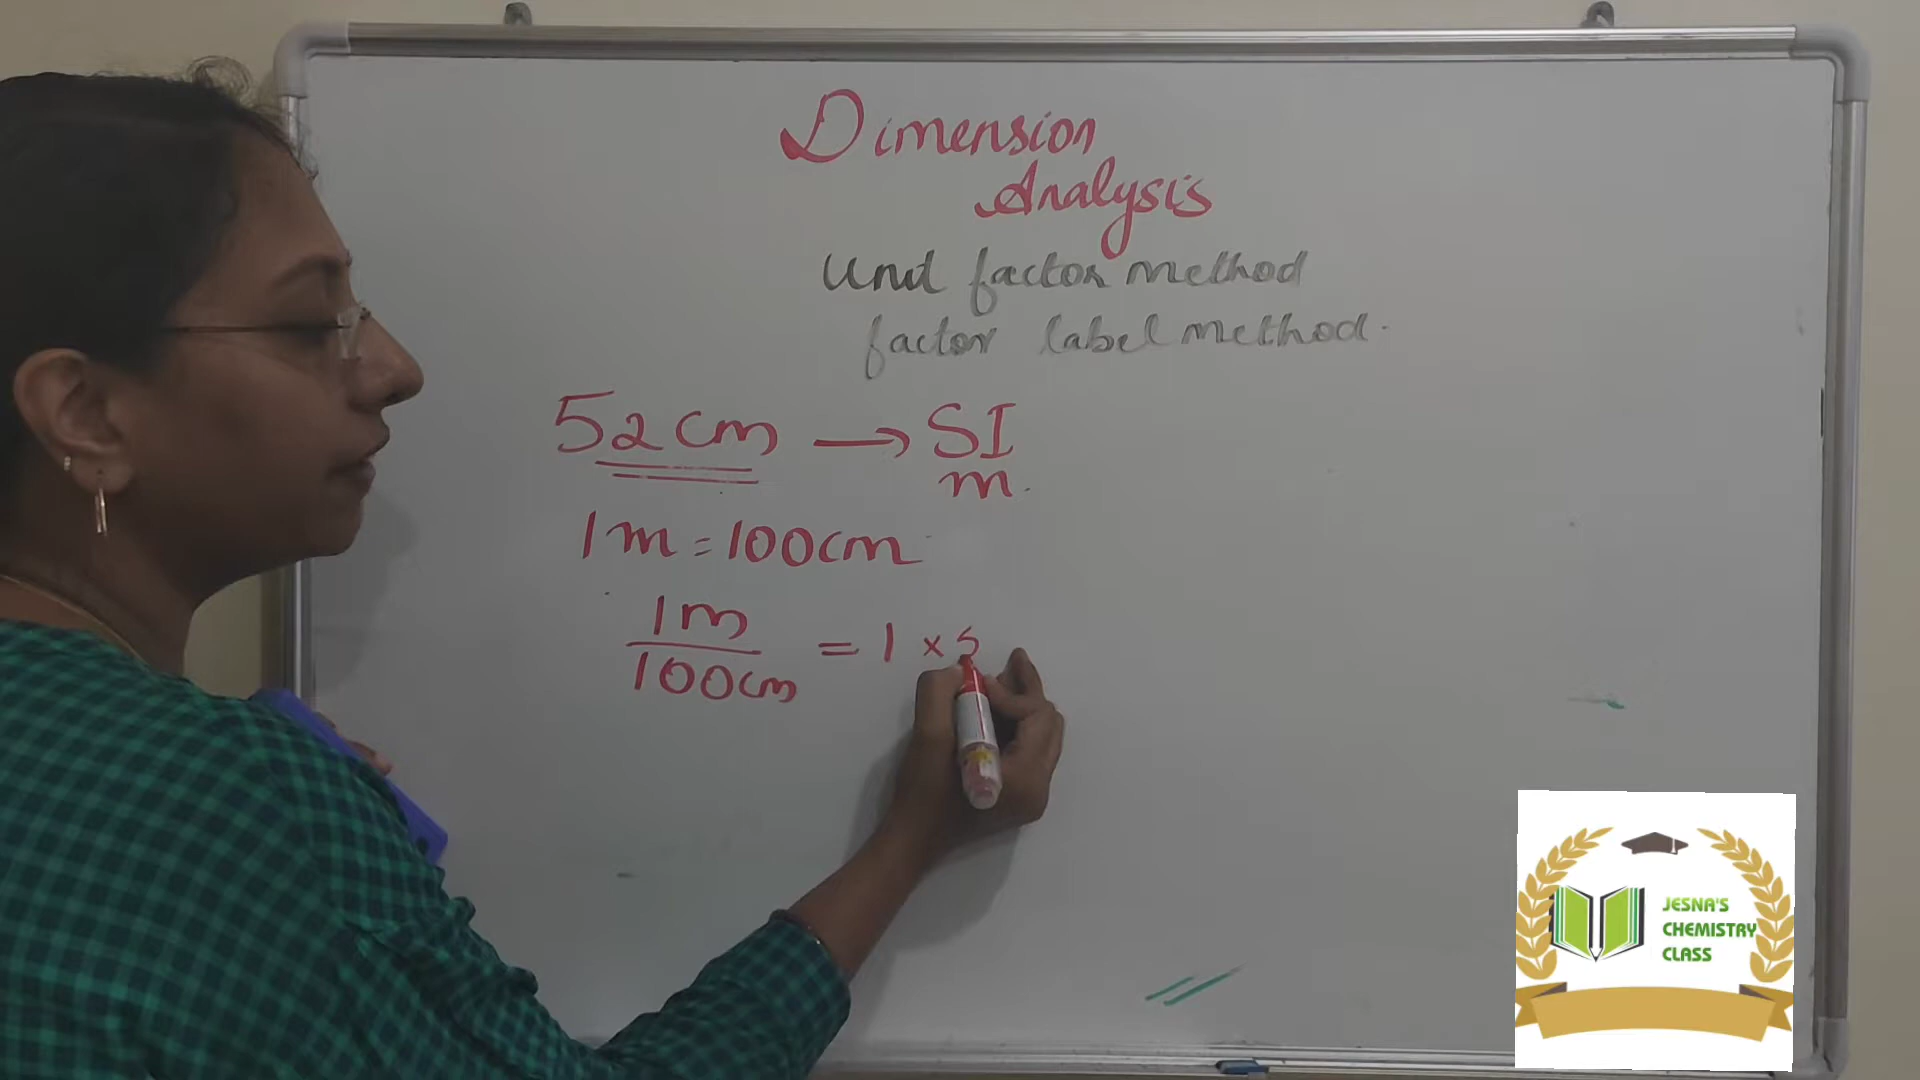 Dimension
Analysis
Unit factor method
factor label method.
52 cm → SI
m.
1m = 100cm
1m
100cm
= 1 × 5
JESNA'S
CHEMISTRY
CLASS